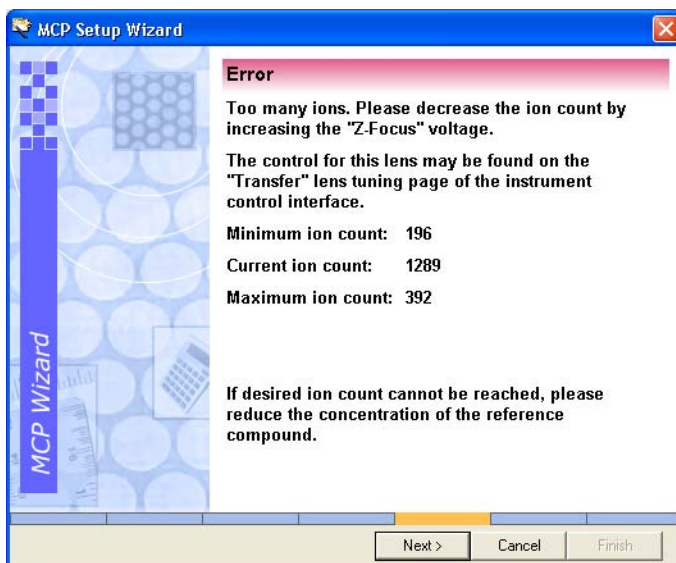 MCP Setup Wizard
MCP Wizard
Error
Too many ions. Please decrease the ion count by
increasing the "Z-Focus" voltage.
The control for this lens may be found on the
"Transfer" lens tuning page of the instrument
control interface.
Minimum ion count: 196
Current ion count: 1289
Maximum ion count: 392
If desired ion count cannot be reached, please
reduce the concentration of the reference
compound.
Next >
Cancel
Finish